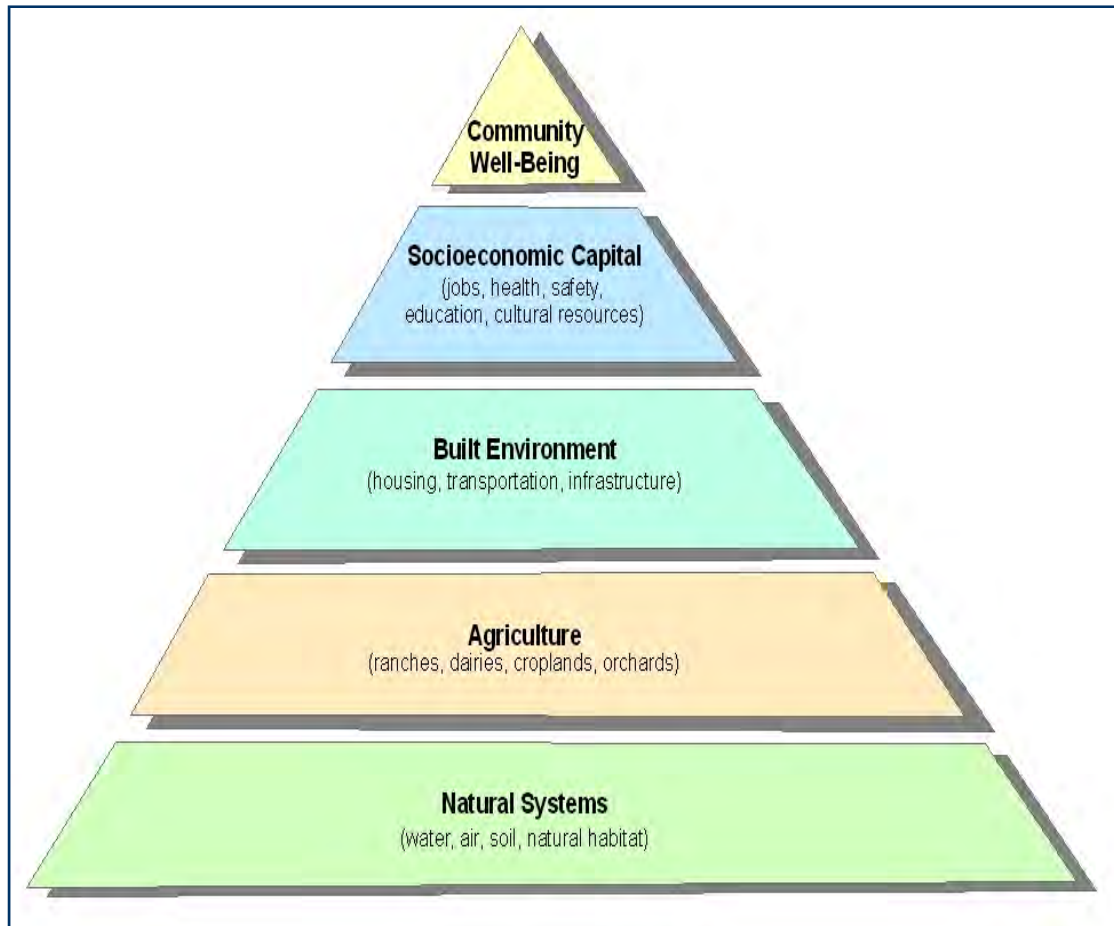 Community
Well-Being
Socioeconomic Capital
(jobs, health, safety,
education, cultural resources)
Built Environment
(housing, transportation, infrastructure)
Agriculture
(ranches, dairies, croplands, orchards)
Natural Systems
(water, air, soil, natural habitat)